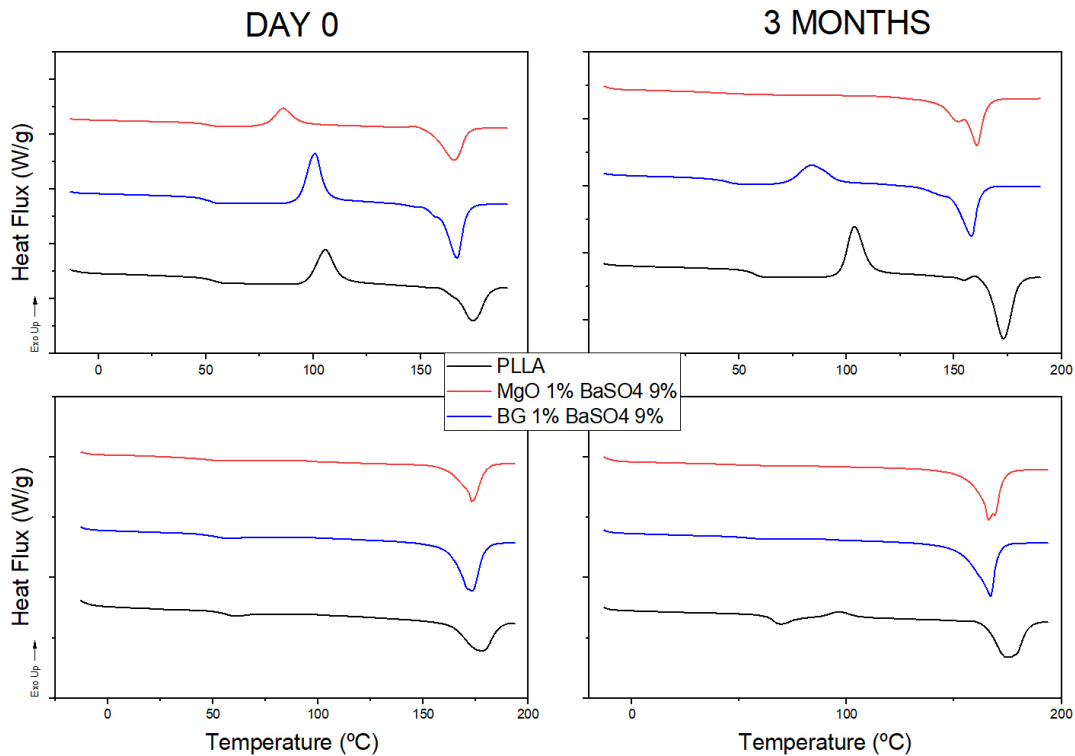 DAY 0
3 MONTHS
Heat Flux (W/g)
Exo Up
0 50 100 150 200
50 100 150 200
PLLA
MgO 1% BaSO4 9%
BG 1% BaSO4 9%
Heat Flux (W/g)
Exo Up
0 50 100 150 200
0 50 100 150 200
Temperature (ºC)
Temperature (ºC)